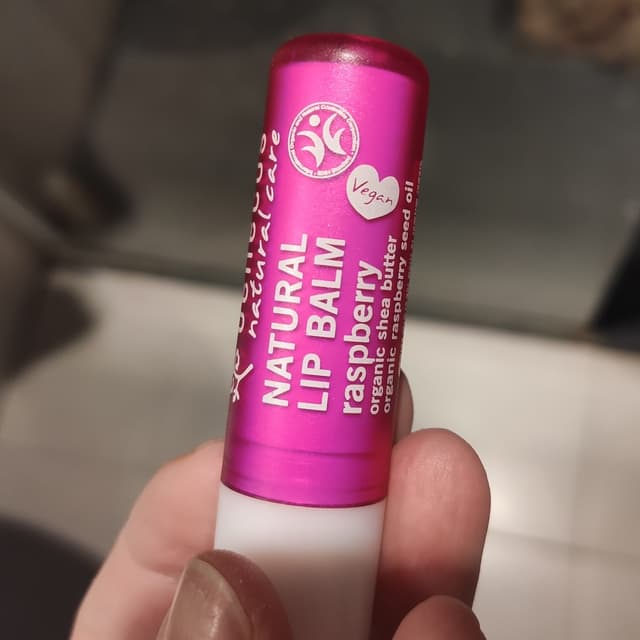 natural care
NATURAL
LIP BALM
raspberry
organic shea butter
organic raspberry seed oil
Vegan